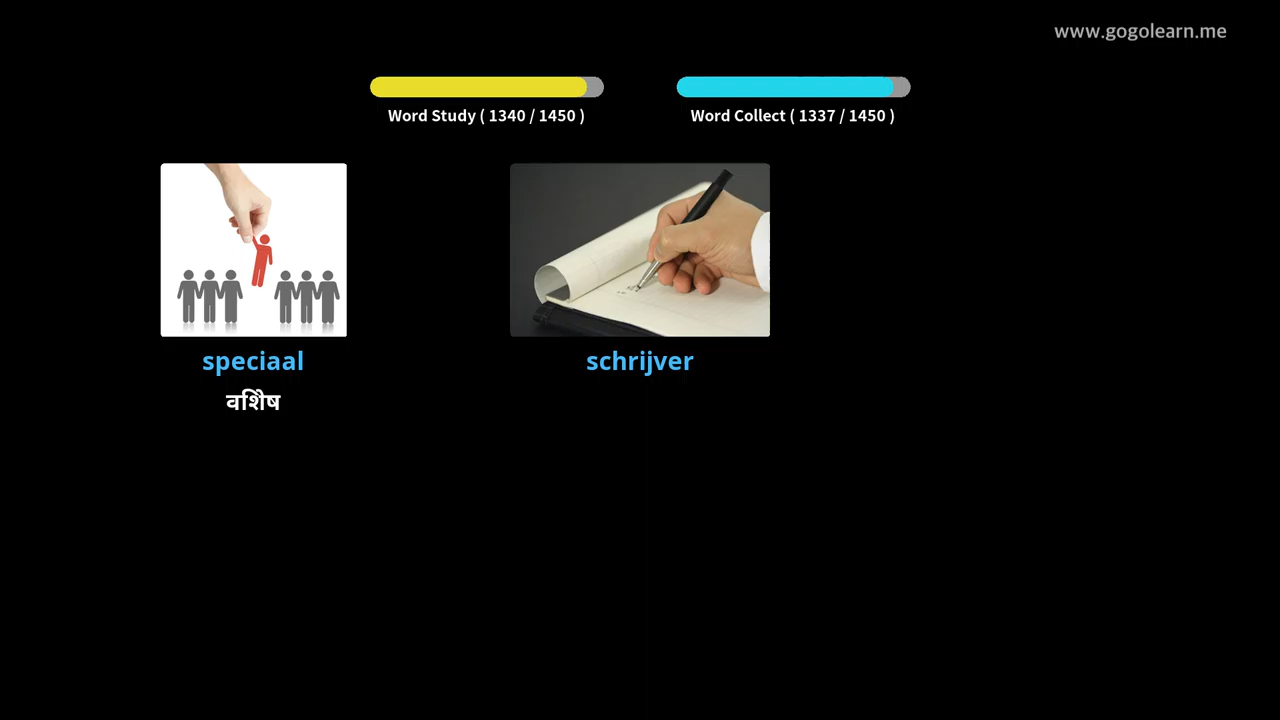 www.gogolearn.me
Word Study ( 1340 / 1450 )
Word Collect ( 1337 / 1450 )
speciaal
schrijver
विशेष